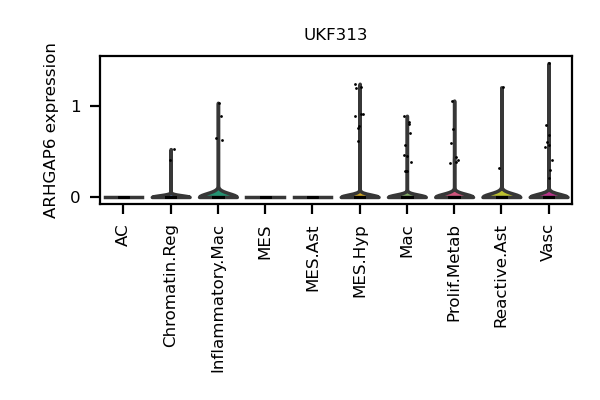 UKF313
ARHGAP6 expression
1
0
AC
Chromatin.Reg
Inflammatory.Mac
MES
MES.Ast
MES.Hyp
Mac
Prolif.Metab
Reactive.Ast
Vasc